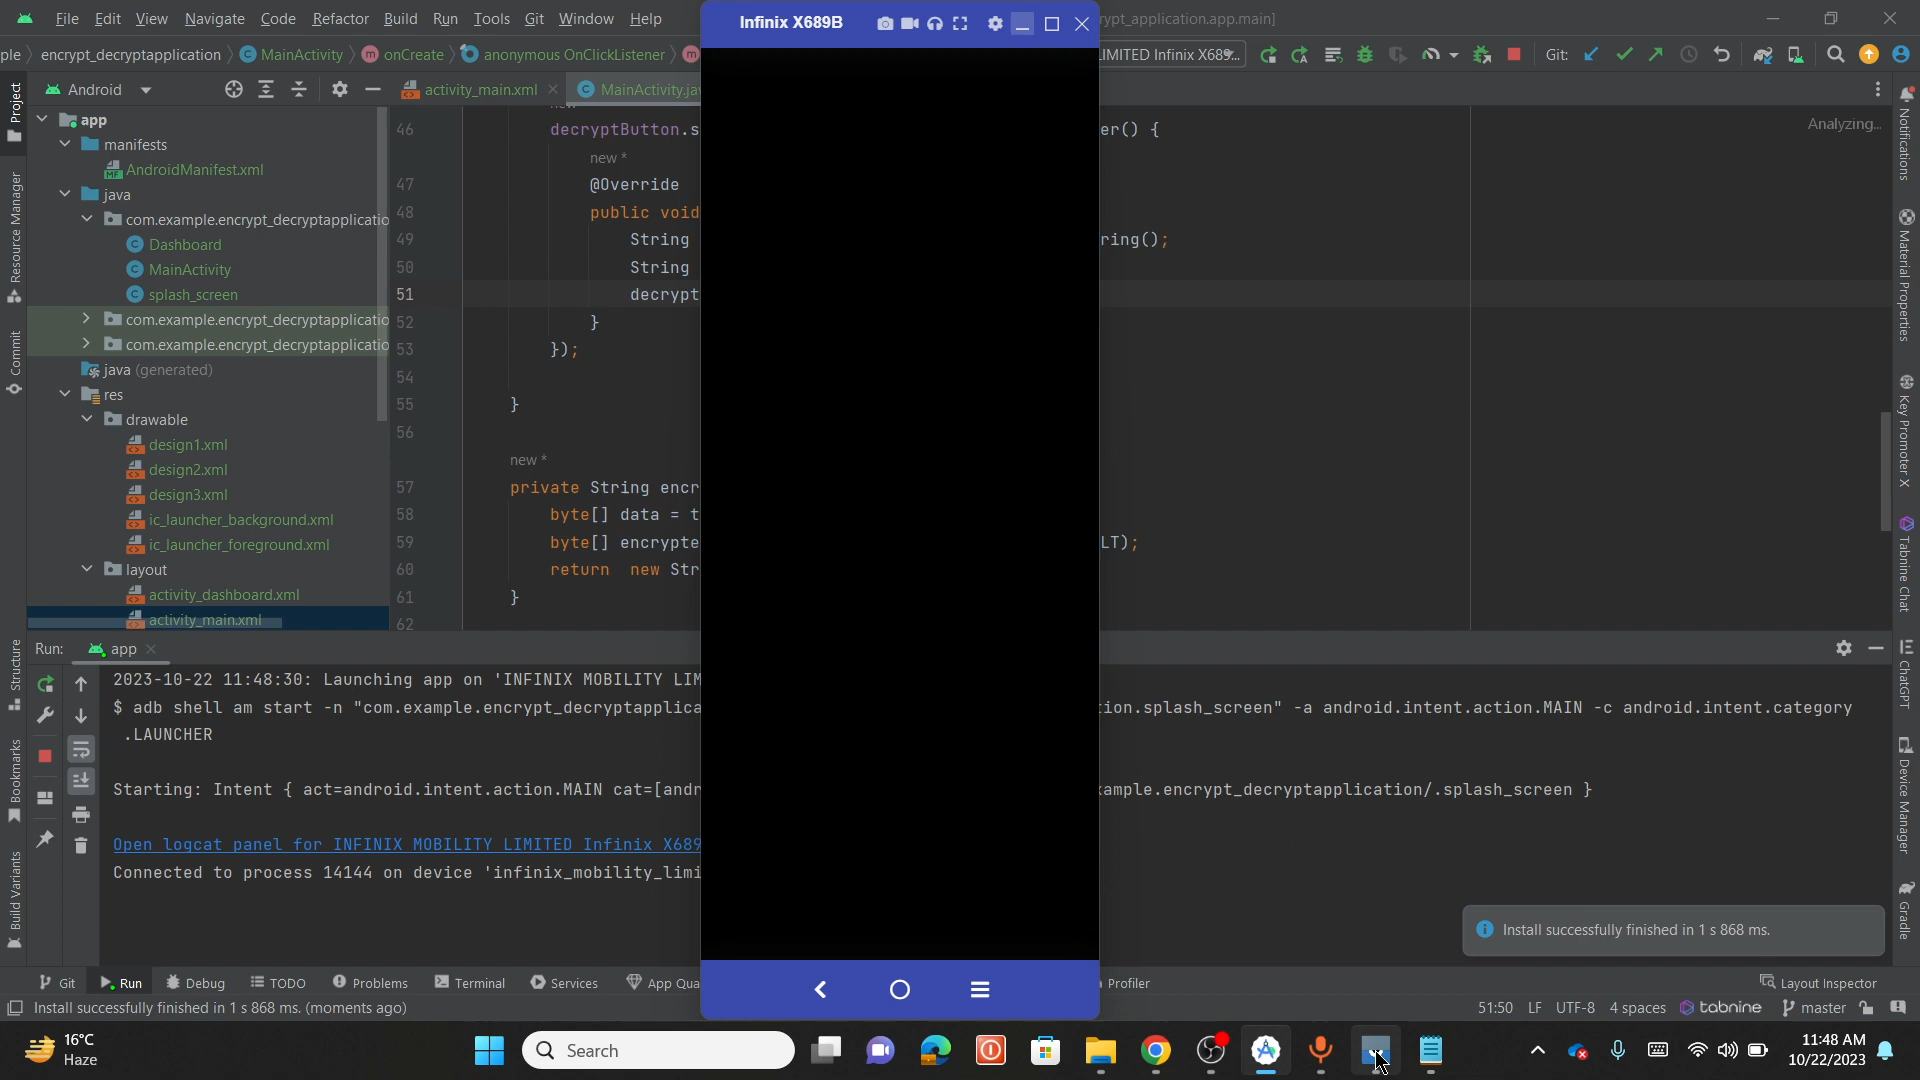 File Edit View Navigate Code Refactor Build Run Tools Git Window Help
Infinix X689B
rypt_application.app.main]
ple encrypt_decryptapplication MainActivity onCreate anonymous OnClickListener
IMITED Infinix X689...
Git:
Android
activity_main.xml
MainActivity.jav
app
manifests
AndroidManifest.xml
java
com.example.encrypt_decryptapplicatio
Dashboard
MainActivity
splash_screen
com.example.encrypt_decryptapplicatio
com.example.encrypt_decryptapplicatio
java (generated)
res
drawable
design1.xml
design2.xml
design3.xml
ic_launcher_background.xml
ic_launcher_foreground.xml
layout
activity_dashboard.xml
activity_main.xml
Project
Resource Manager
Commit
Structure
Bookmarks
Build Variants
46 decryptButton.s er() {
new *
47 @Override
48 public void
49 String ring();
50 String
51 decrypt
52 }
53 });
54
55 }
56
new *
57 private String encr
58 byte[] data = t
59 byte[] encrypte LT);
60 return new Str
61 }
62
Analyzing...
Notifications
Material Properties
Key Promoter X
Tabnine Chat
ChatGPT
Device Manager
Gradle
Run: app
2023-10-22 11:48:30: Launching app on 'INFINIX MOBILITY LIM
$ adb shell am start -n "com.example.encrypt_decryptapplica tion.splash_screen" -a android.intent.action.MAIN -c android.intent.category
.LAUNCHER
Starting: Intent { act=android.intent.action.MAIN cat=[andr xample.encrypt_decryptapplication/.splash_screen }
Open logcat panel for INFINIX MOBILITY LIMITED Infinix X689
Connected to process 14144 on device 'infinix_mobility_limi
Install successfully finished in 1 s 868 ms.
Git Run Debug TODO Problems Terminal Services App Qua Profiler Layout Inspector
Install successfully finished in 1 s 868 ms. (moments ago)
51:50 LF UTF-8 4 spaces tabnine master
16°C
Haze
Search
11:48 AM
10/22/2023